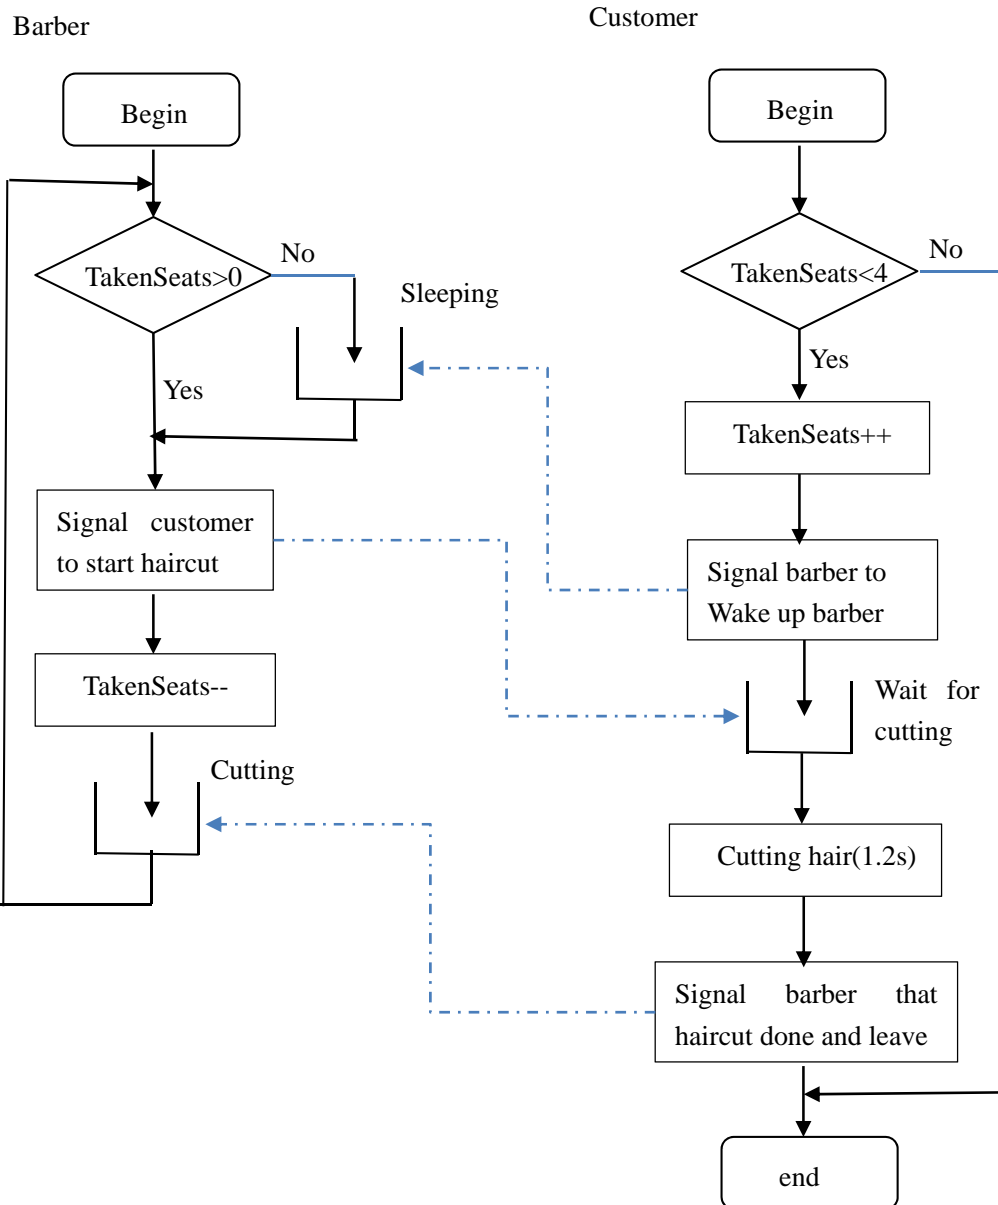 Barber
Begin
TakenSeats>0
No
Sleeping
Yes
Signal customer
to start haircut
TakenSeats--
Cutting
Customer
Begin
TakenSeats<4
No
Yes
TakenSeats++
Signal barber to
Wake up barber
Wait for
cutting
Cutting hair(1.2s)
Signal barber that
haircut done and leave
end